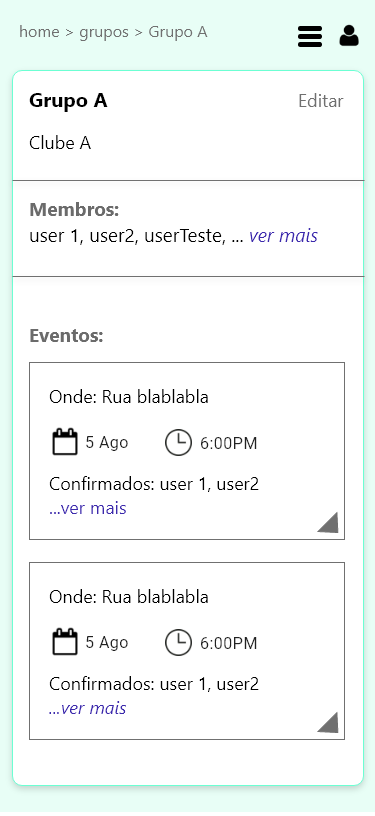 home > grupos > Grupo A
Grupo A
Editar
Clube A
Membros:
user 1, user2, userTeste, ... ver mais
Eventos:
Onde: Rua blablabla
5 Ago
6:00PM
Confirmados: user 1, user2
...ver mais
Onde: Rua blablabla
5 Ago
6:00PM
Confirmados: user 1, user2
...ver mais